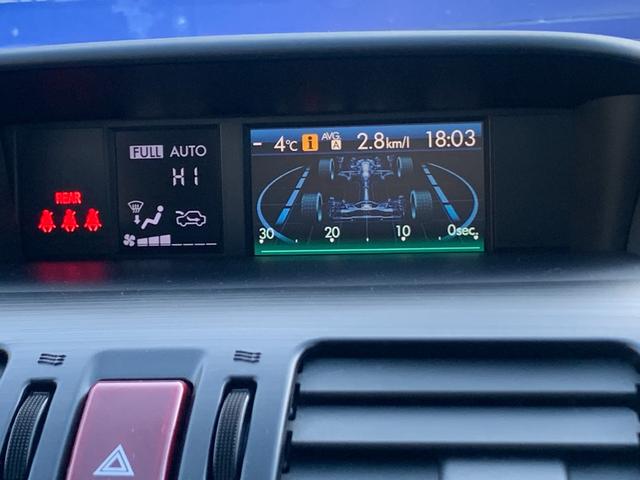 - 4°C i AVG. A 2.8km/l 18:03
FULL AUTO
HI
REAR
30 20 10 0sec.